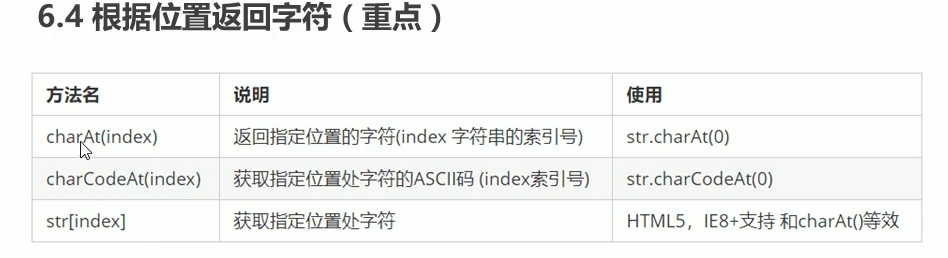 6.4 根据位置返回字符（重点）
方法名 说明 使用
charAt(index) 返回指定位置的字符(index 字符串的索引号) str.charAt(0)
charCodeAt(index) 获取指定位置处字符的ASCII码 (index索引号) str.charCodeAt(0)
str[index] 获取指定位置处字符 HTML5，IE8+支持 和charAt()等效